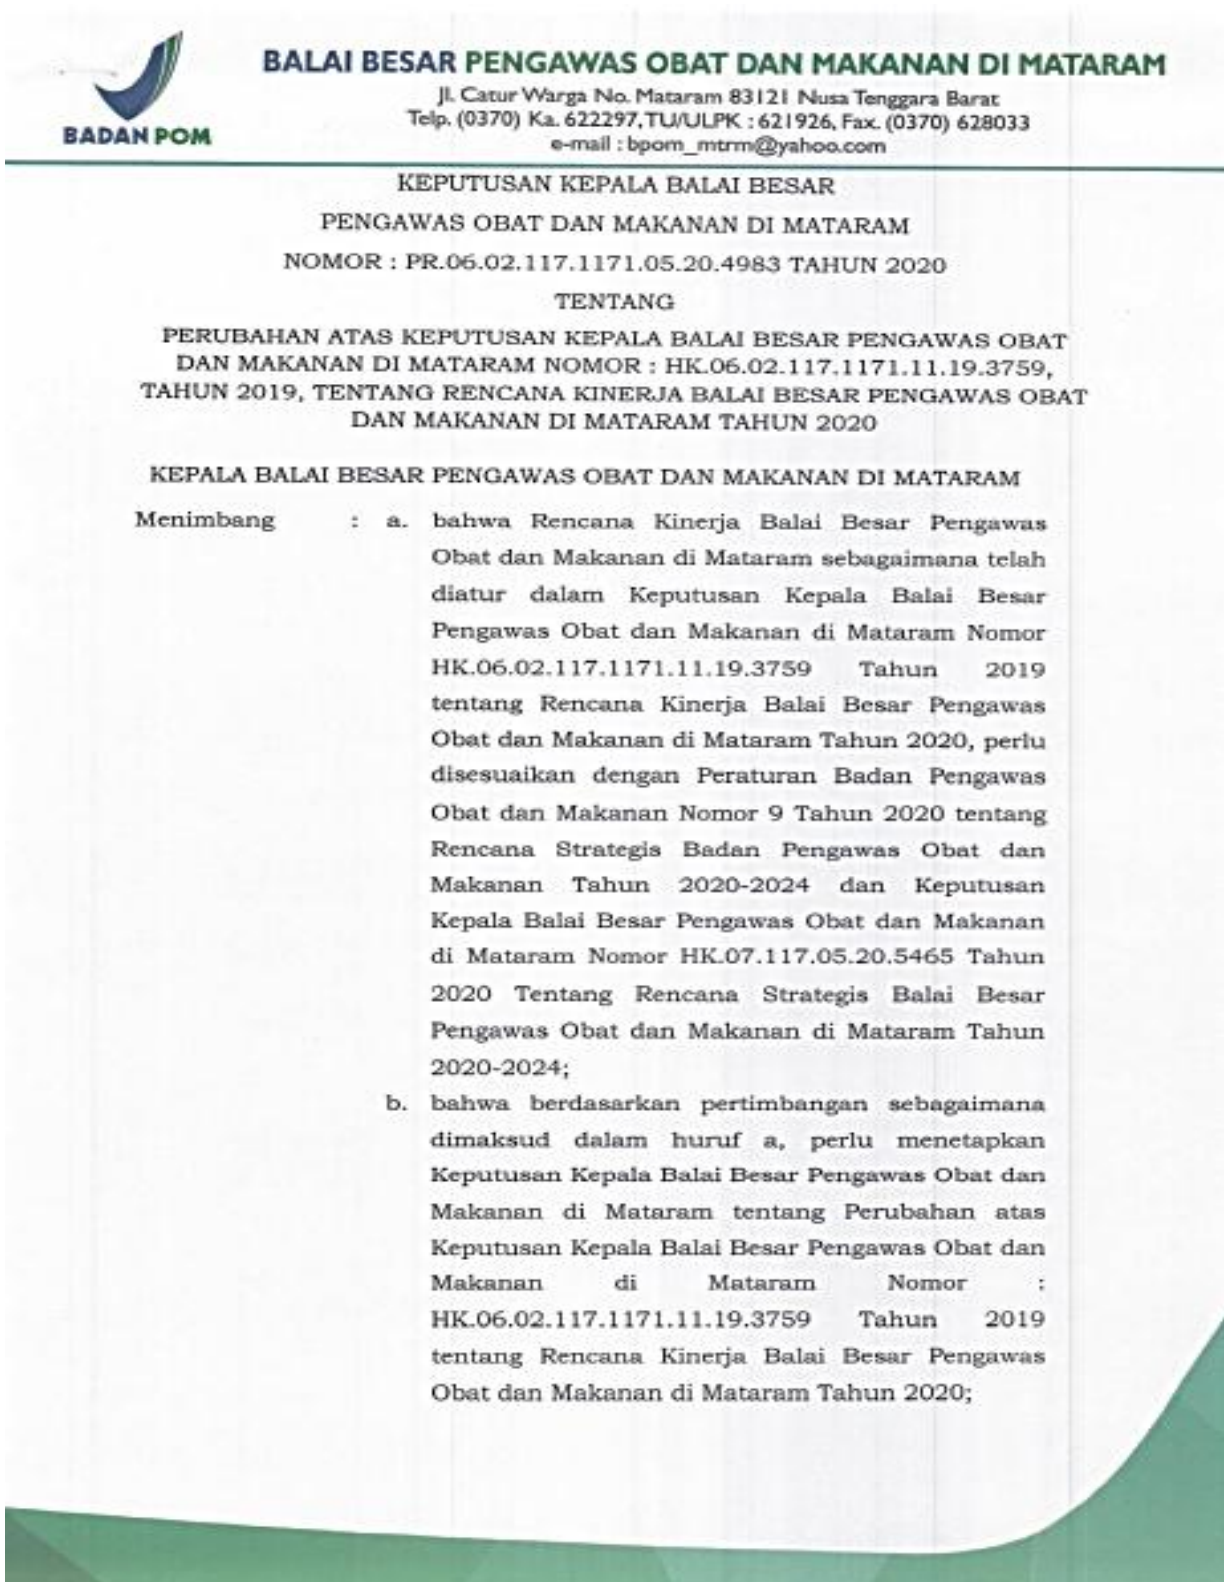 BADAN POM
BALAI BESAR PENGAWAS OBAT DAN MAKANAN DI MATARAM
Jl. Catur Warga No. Mataram 83121 Nusa Tenggara Barat
Telp. (0370) Ka. 622297, TU/ULPK : 621926, Fax. (0370) 628033
e-mail : bpom_mtrm@yahoo.com
KEPUTUSAN KEPALA BALAI BESAR
PENGAWAS OBAT DAN MAKANAN DI MATARAM
NOMOR : PR.06.02.117.1171.05.20.4983 TAHUN 2020
TENTANG
PERUBAHAN ATAS KEPUTUSAN KEPALA BALAI BESAR PENGAWAS OBAT
DAN MAKANAN DI MATARAM NOMOR : HK.06.02.117.1171.11.19.3759,
TAHUN 2019, TENTANG RENCANA KINERJA BALAI BESAR PENGAWAS OBAT
DAN MAKANAN DI MATARAM TAHUN 2020
KEPALA BALAI BESAR PENGAWAS OBAT DAN MAKANAN DI MATARAM
Menimbang : a. bahwa Rencana Kinerja Balai Besar Pengawas
Obat dan Makanan di Mataram sebagaimana telah
diatur dalam Keputusan Kepala Balai Besar
Pengawas Obat dan Makanan di Mataram Nomor
HK.06.02.117.1171.11.19.3759 Tahun 2019
tentang Rencana Kinerja Balai Besar Pengawas
Obat dan Makanan di Mataram Tahun 2020, perlu
disesuaikan dengan Peraturan Badan Pengawas
Obat dan Makanan Nomor 9 Tahun 2020 tentang
Rencana Strategis Badan Pengawas Obat dan
Makanan Tahun 2020-2024 dan Keputusan
Kepala Balai Besar Pengawas Obat dan Makanan
di Mataram Nomor HK.07.117.05.20.5465 Tahun
2020 Tentang Rencana Strategis Balai Besar
Pengawas Obat dan Makanan di Mataram Tahun
2020-2024;
b. bahwa berdasarkan pertimbangan sebagaimana
dimaksud dalam huruf a, perlu menetapkan
Keputusan Kepala Balai Besar Pengawas Obat dan
Makanan di Mataram tentang Perubahan atas
Keputusan Kepala Balai Besar Pengawas Obat dan
Makanan di Mataram Nomor :
HK.06.02.117.1171.11.19.3759 Tahun 2019
tentang Rencana Kinerja Balai Besar Pengawas
Obat dan Makanan di Mataram Tahun 2020;